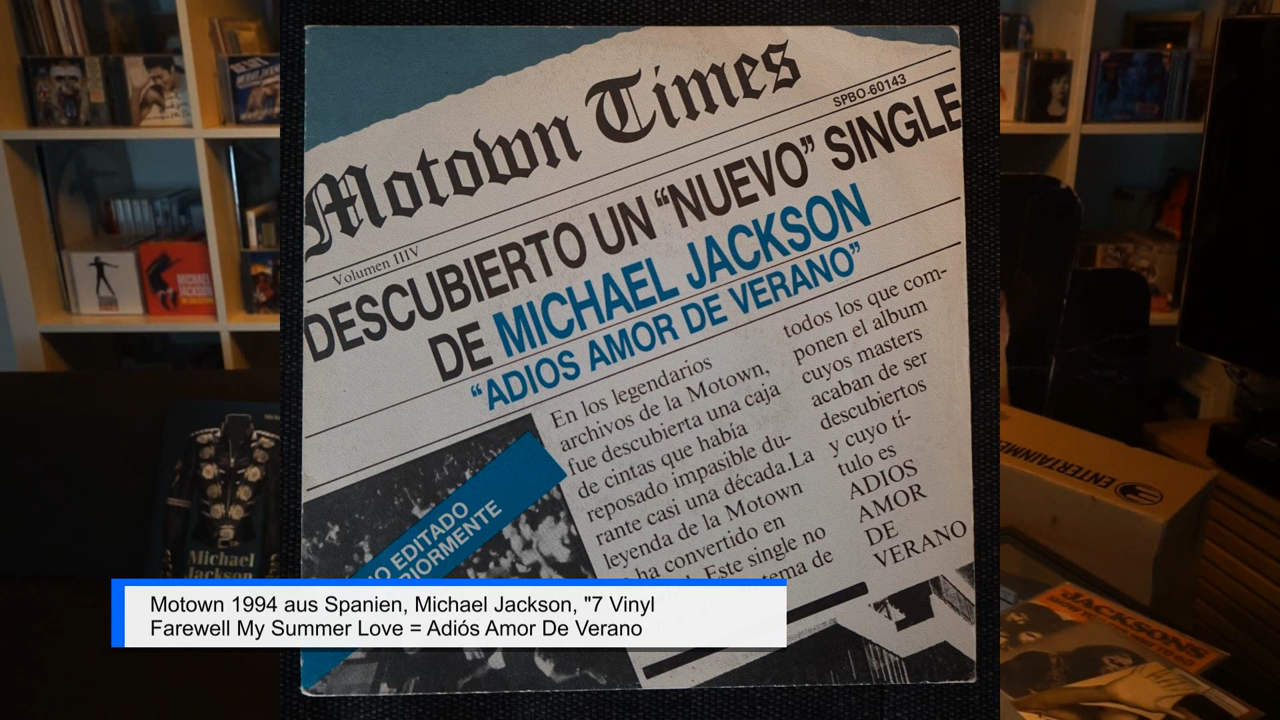 Motown Times
SPBO-60143
Volumen IIIV
DESCUBIERTO UN “NUEVO” SINGLE
DE MICHAEL JACKSON
“ADIOS AMOR DE VERANO”
En los legendarios
archivos de la Motown,
fue descubierta una caja
de cintas que había
reposado impasible du-
rante casi una década.La
leyenda de la Motown
ha convertido en
Este single no
tema de
todos los que com-
ponen el album
cuyos masters
acaban de ser
descubiertos
y cuyo tí-
tulo es
ADIOS
AMOR
DE
VERANO
EDITADO
Michael
Jackson
ENTERTAINMENT
JACKSONS
Motown 1994 aus Spanien, Michael Jackson, "7 Vinyl
Farewell My Summer Love = Adiós Amor De Verano